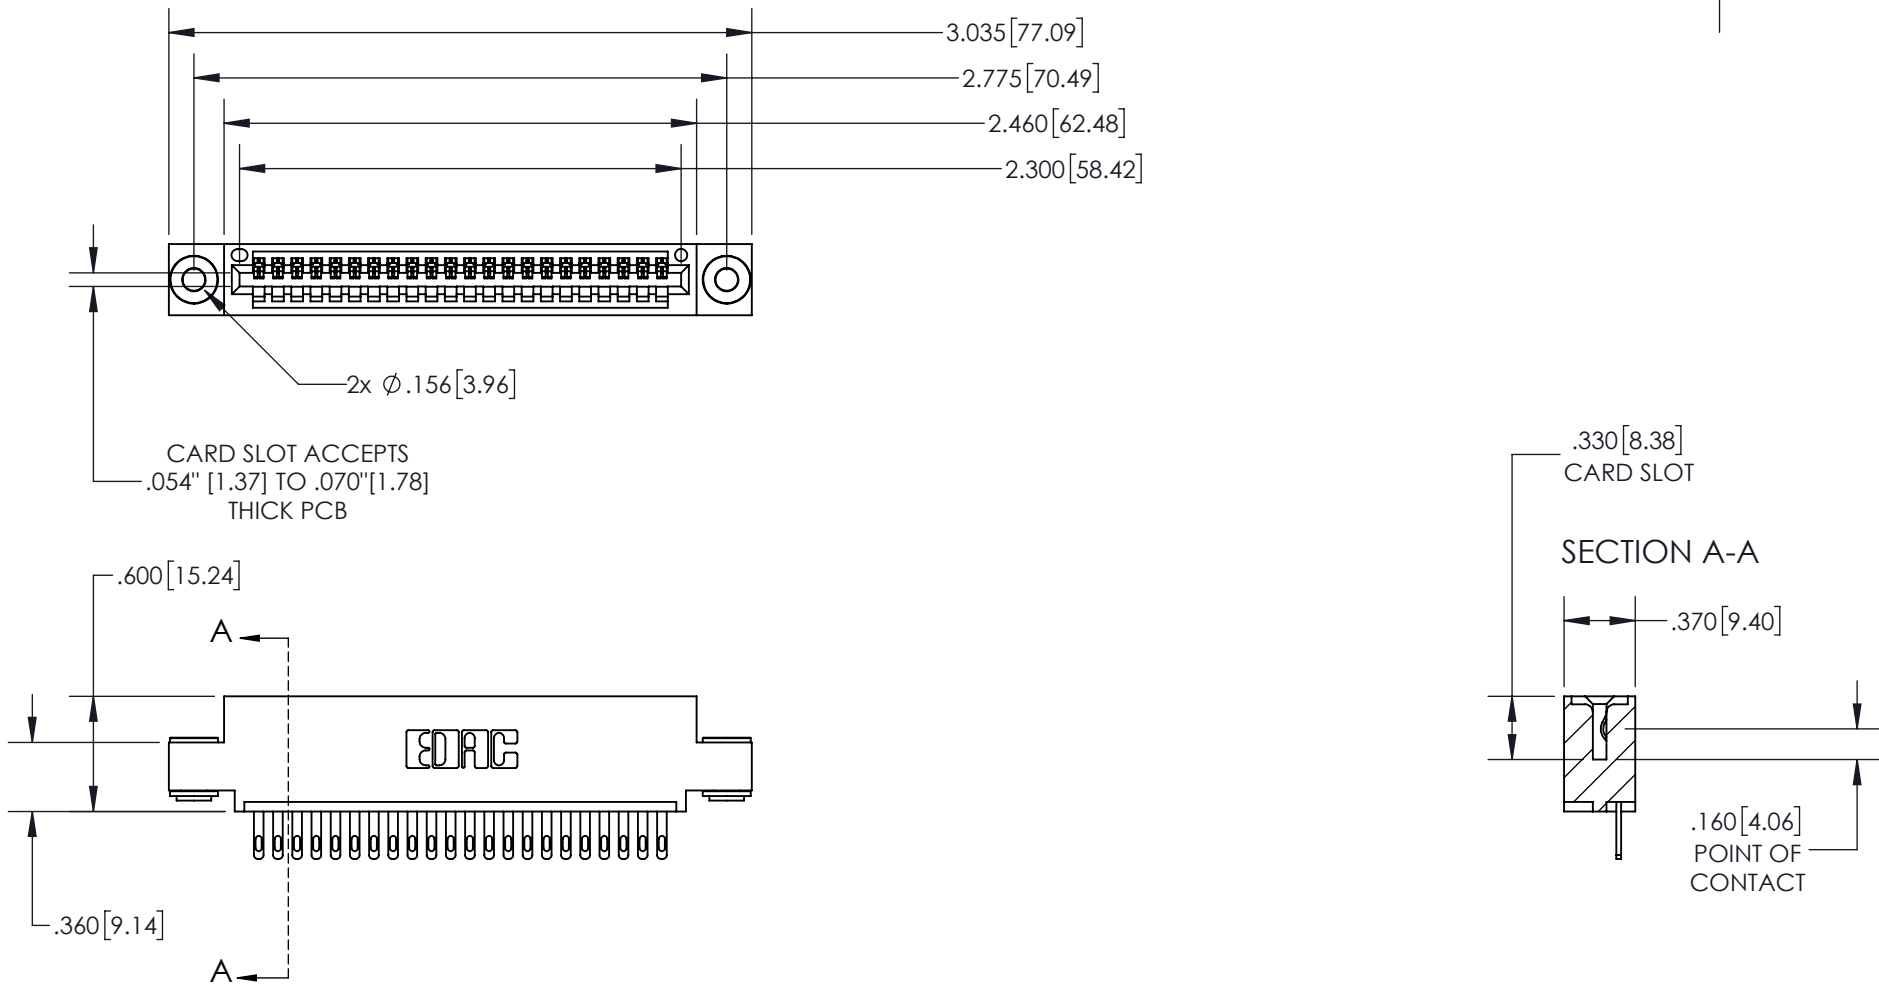 3.035[77.09]
2.775[70.49]
2.460[62.48]
2.300[58.42]
2x Ø.156[3.96]
CARD SLOT ACCEPTS
.054" [1.37] TO .070"[1.78]
THICK PCB
.330[8.38]
CARD SLOT
SECTION A-A
.600[15.24]
.370[9.40]
A
EDAC
.160[4.06]
POINT OF
CONTACT
.360[9.14]
A